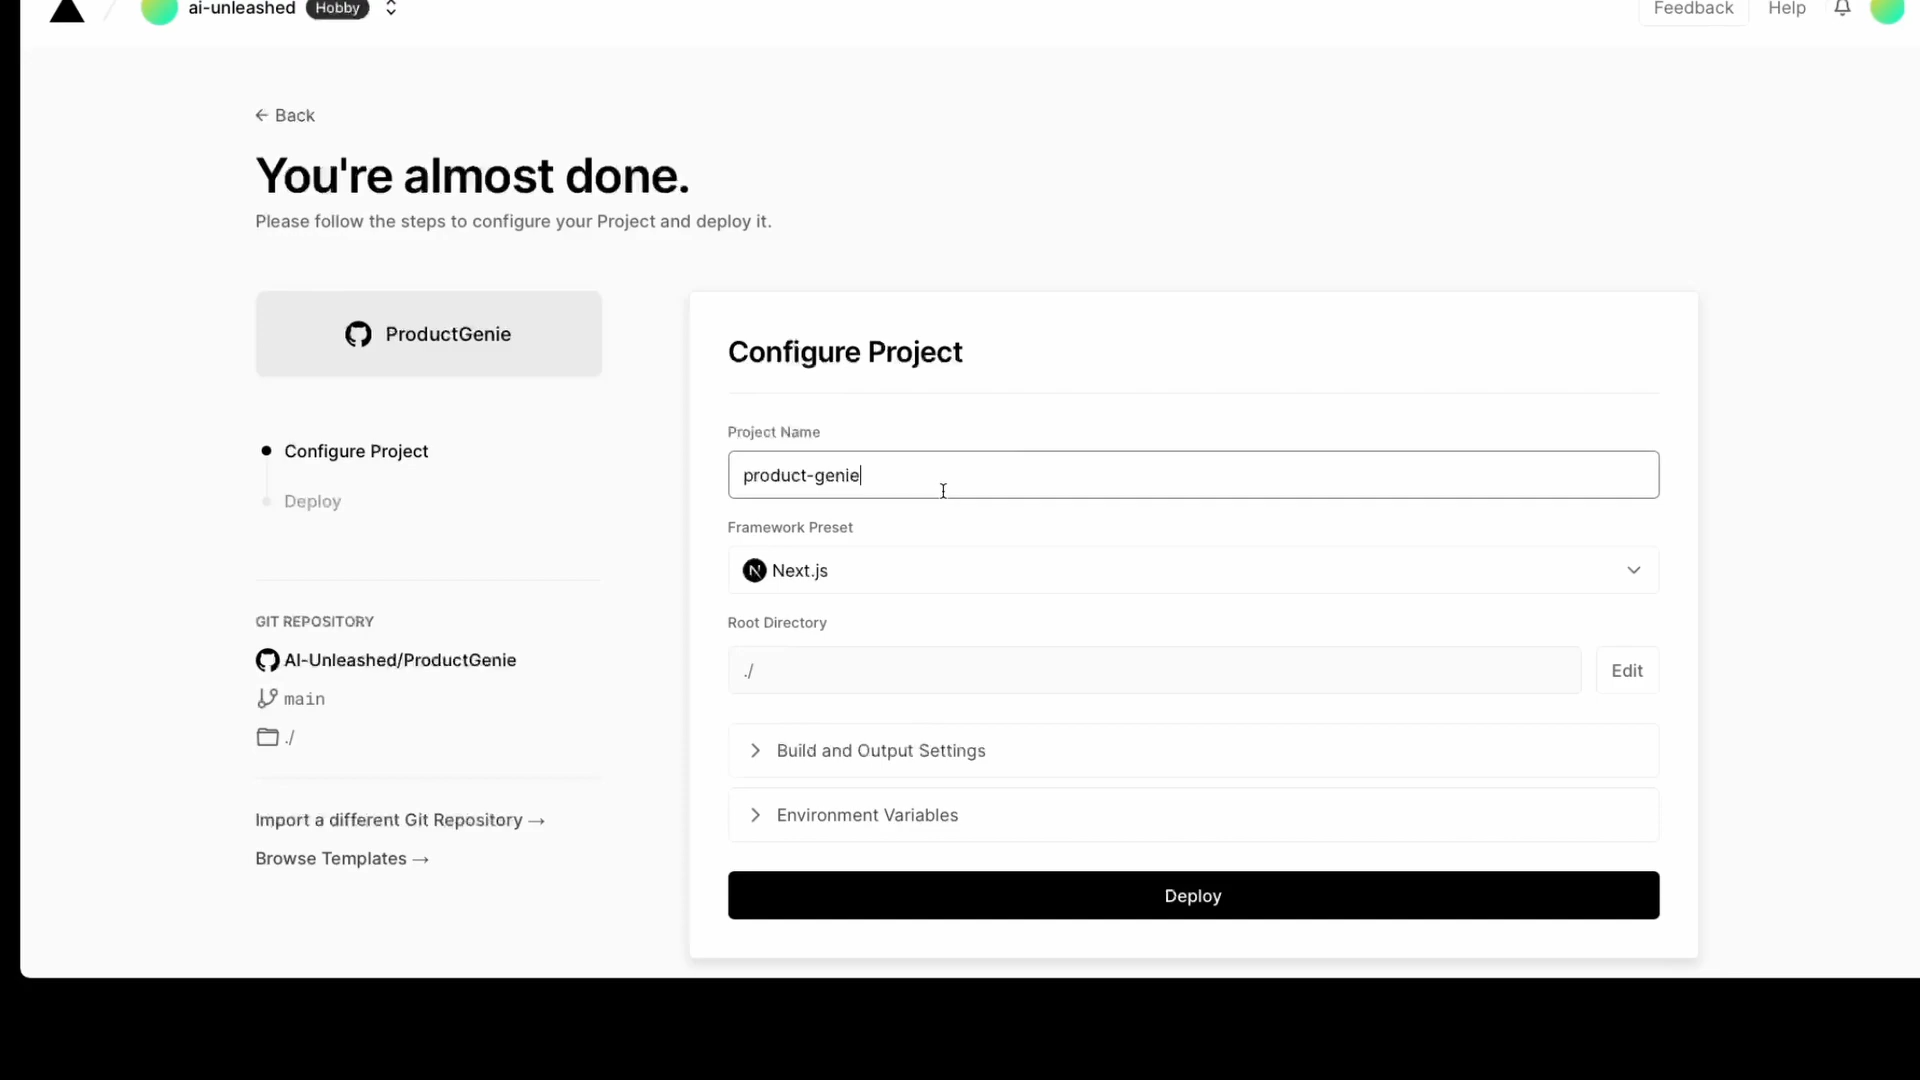 ai-unleashed Hobby
Feedback Help
← Back
You're almost done.
Please follow the steps to configure your Project and deploy it.
ProductGenie
Configure Project
Deploy
GIT REPOSITORY
AI-Unleashed/ProductGenie
main
./
Import a different Git Repository →
Browse Templates →
Configure Project
Project Name
product-genie
Framework Preset
Next.js
Root Directory
./
Edit
Build and Output Settings
Environment Variables
Deploy